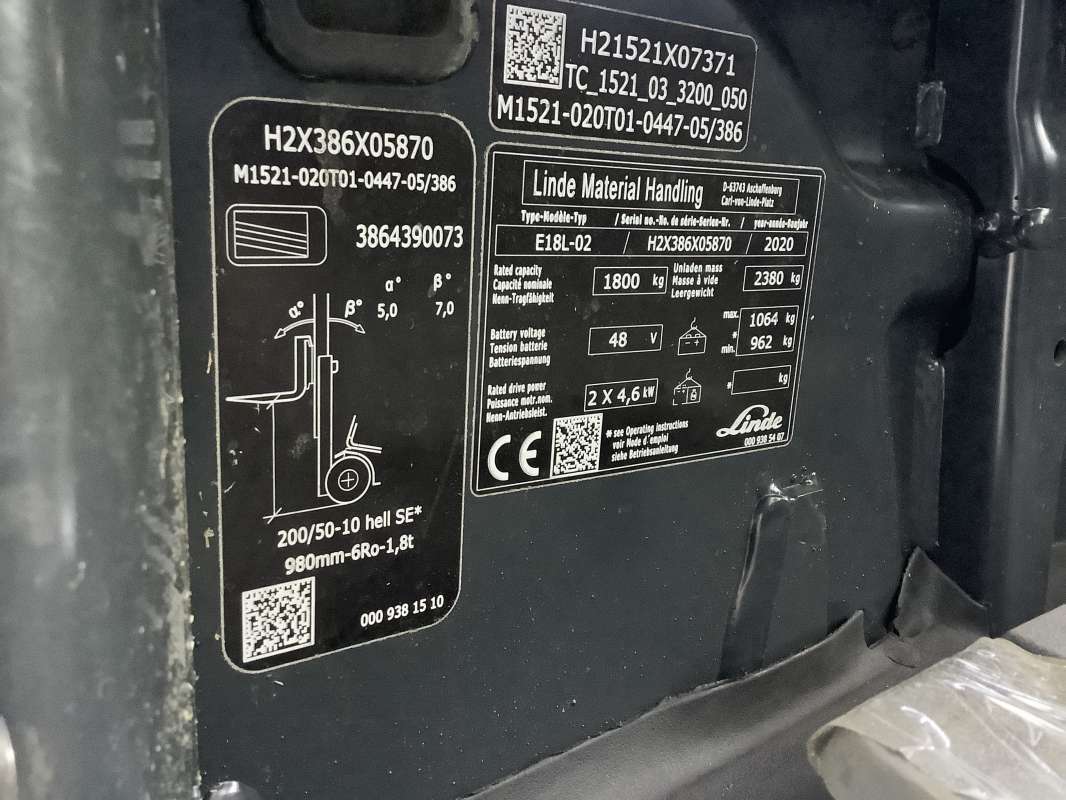 H21521X07371
TC_1521_03_3200_050
M1521-020T01-0447-05/386
H2X386X05870
M1521-020T01-0447-05/386
3864390073
α° β°
5,0 7,0
α° β°
200/50-10 hell SE*
980mm-6Ro-1,8t
000 938 15 10
Linde Material Handling
D-63743 Aschaffenburg
Carl-von-Linde-Platz
Type-Modèle-Typ / Serial no.-No. de série-Serien-Nr. / year-année-Baujahr
E18L-02 / H2X386X05870 / 2020
Rated capacity
Capacité nominale
Nenn-Tragfähigkeit
1800 kg
Unladen mass
Masse à vide
Leergewicht
2380 kg
Battery voltage
Tension batterie
Batteriespannung
48 V
- +
max. 1064 kg
*
min. 962 kg
Rated drive power
Puissance motr.nom.
Nenn-Antriebsleist.
2 X 4,6 kW
* kg
CE
* see Operating instructions
voir Mode d'emploi
siehe Betriebsanleitung
Linde
000 938 54 07